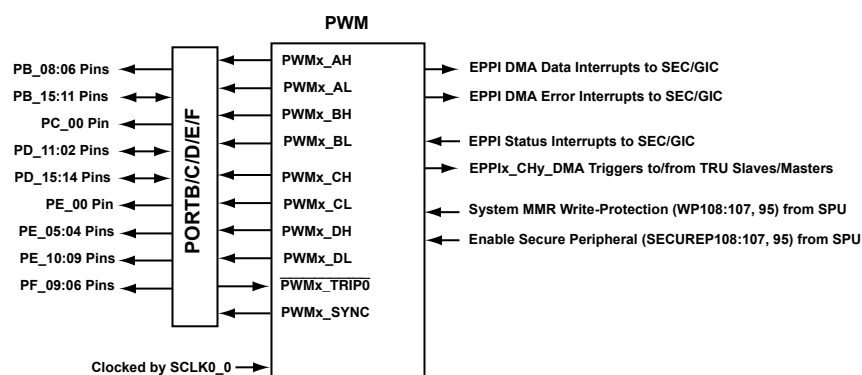 PWM
PB_08:06 Pins
PB_15:11 Pins
PC_00 Pin
PD_11:02 Pins
PD_15:14 Pins
PE_00 Pin
PE_05:04 Pins
PE_10:09 Pins
PF_09:06 Pins
PORTB/C/D/E/F
PWMx_AH
PWMx_AL
PWMx_BH
PWMx_BL
PWMx_CH
PWMx_CL
PWMx_DH
PWMx_DL
PWMx_TRIP0
PWMx_SYNC
Clocked by SCLK0_0
EPPI DMA Data Interrupts to SEC/GIC
EPPI DMA Error Interrupts to SEC/GIC
EPPI Status Interrupts to SEC/GIC
EPPIx_CHy_DMA Triggers to/from TRU Slaves/Masters
System MMR Write-Protection (WP108:107, 95) from SPU
Enable Secure Peripheral (SECUREP108:107, 95) from SPU